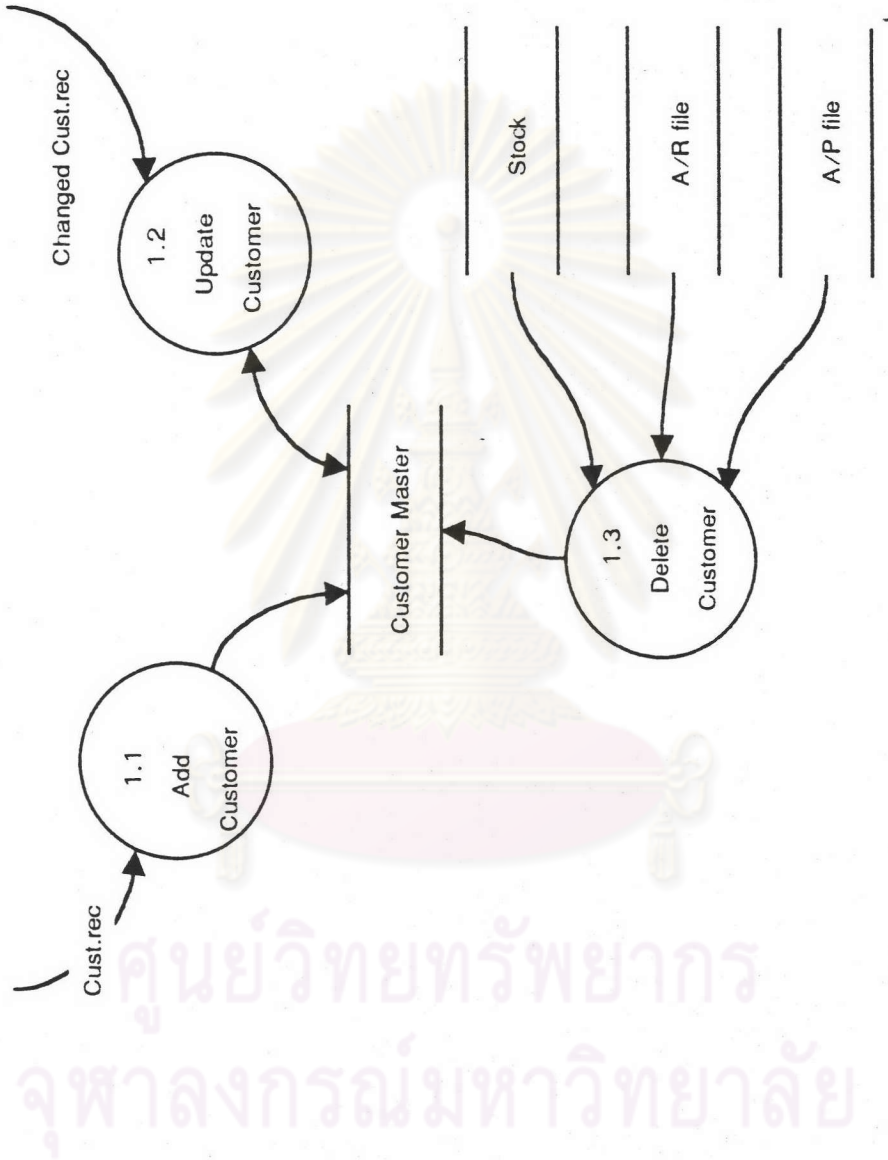 Cust.rec
1.1
Add
Customer
Changed Cust.rec
1.2
Update
Customer
Customer Master
1.3
Delete
Customer
Stock
A/R file
A/P file
ศูนย์วิทยทรัพยากร
จุฬาลงกรณ์มหาวิทยาลัย